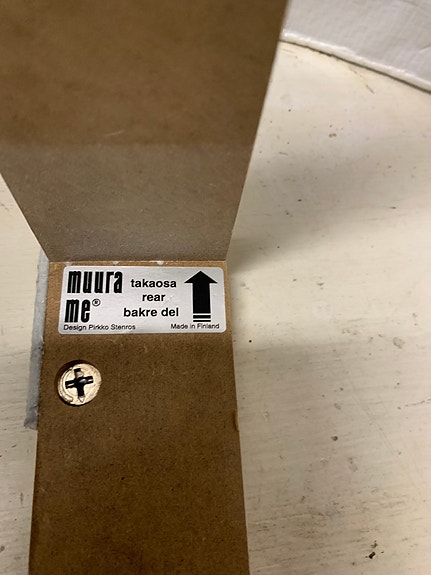 muura
me®
takaosa
rear
bakre del
Design Pirkko Stenros
Made in Finland